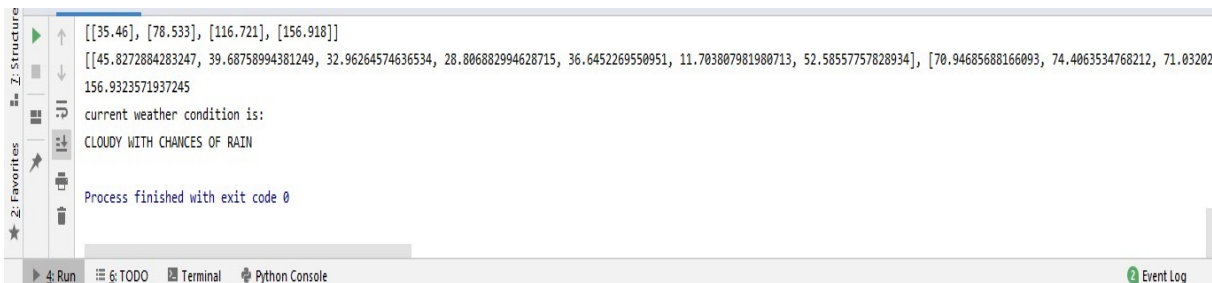 7: Structure
[[35.46], [78.533], [116.721], [156.918]]
[[45.8272884283247, 39.68758994381249, 32.96264574636534, 28.806882994628715, 36.6452269550951, 11.703807981980713, 52.58557757828934], [70.94685688166093, 74.4063534768212, 71.03202
156.9323571937245
current weather condition is:
CLOUDY WITH CHANCES OF RAIN
Process finished with exit code 0
2: Favorites
4: Run 6: TODO Terminal Python Console 2 Event Log